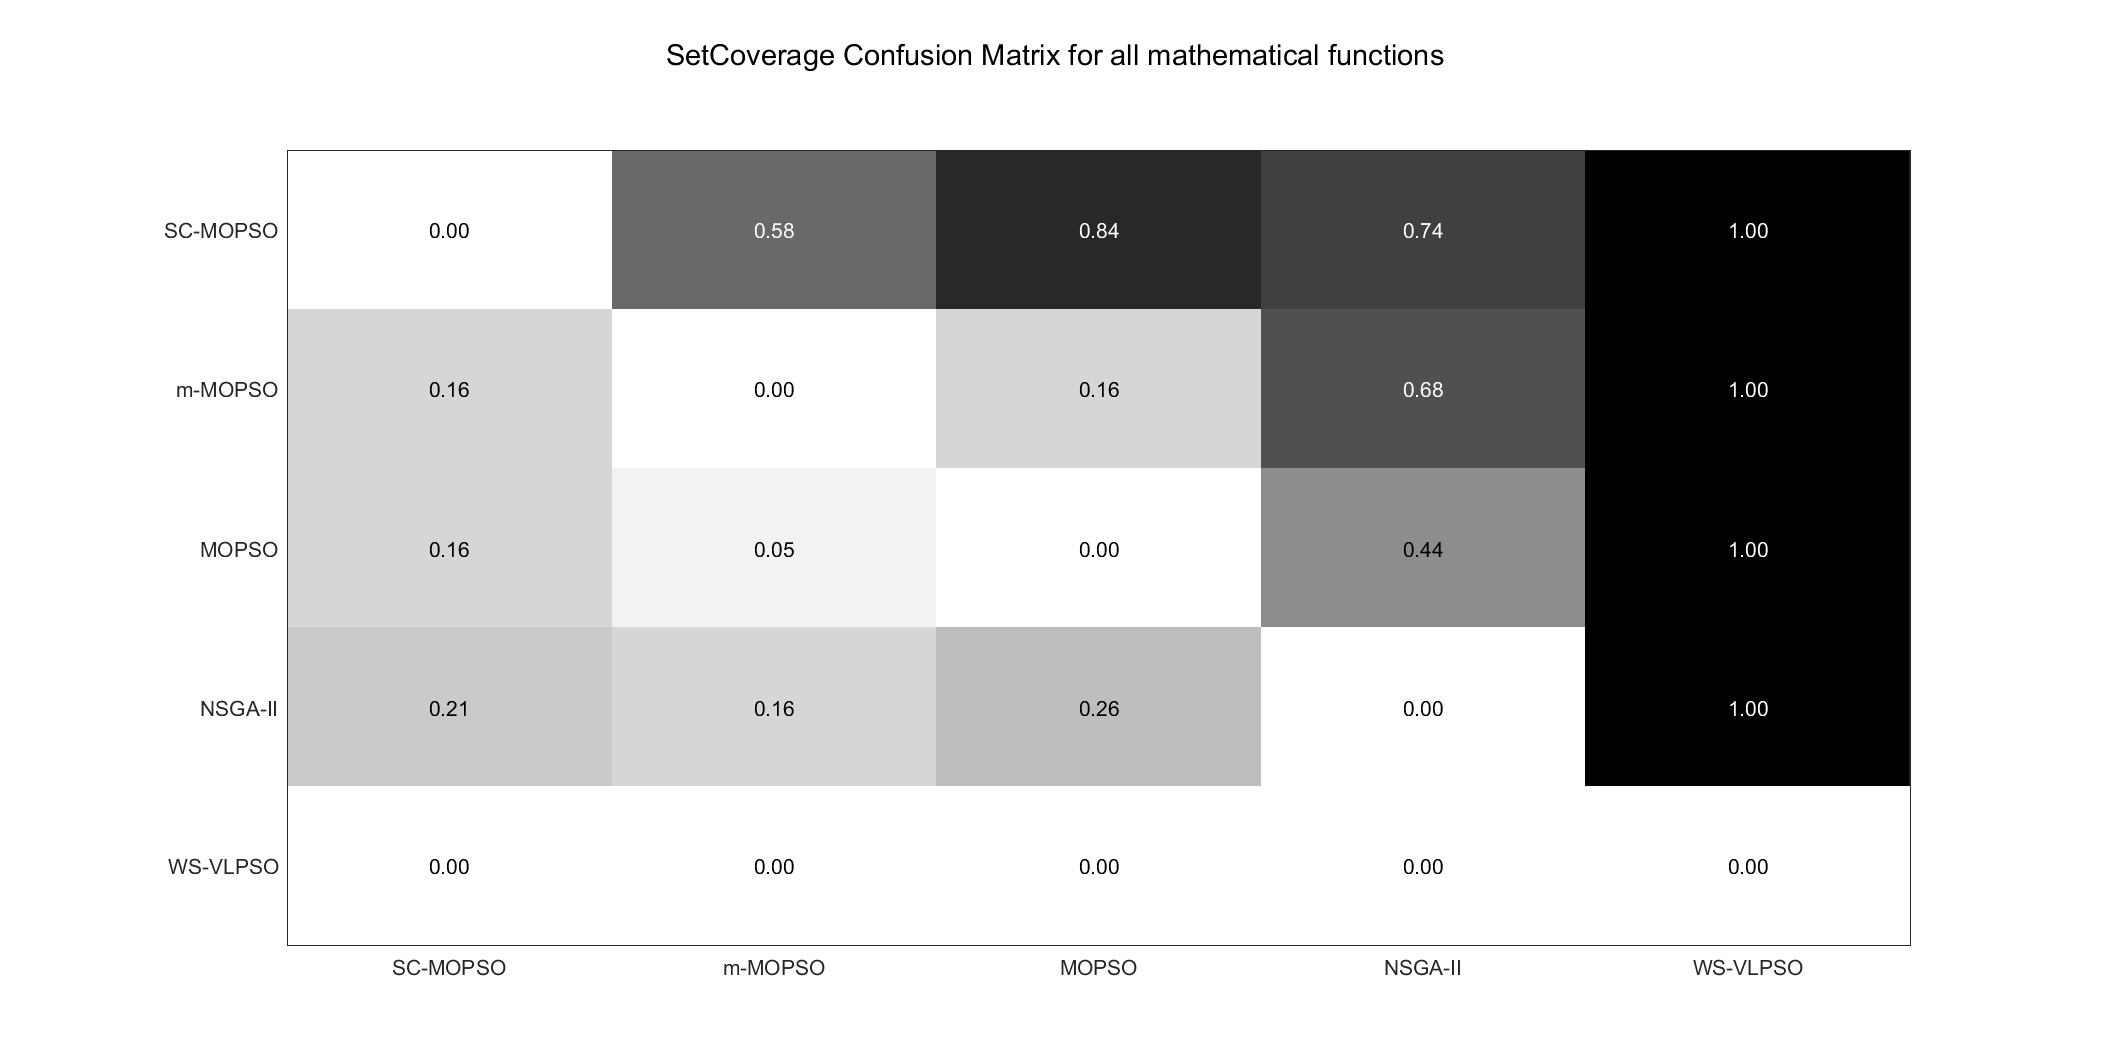 SetCoverage Confusion Matrix for all mathematical functions
SC-MOPSO 0.00 0.58 0.84 0.74 1.00
m-MOPSO 0.16 0.00 0.16 0.68 1.00
MOPSO 0.16 0.05 0.00 0.44 1.00
NSGA-II 0.21 0.16 0.26 0.00 1.00
WS-VLPSO 0.00 0.00 0.00 0.00 0.00
SC-MOPSO m-MOPSO MOPSO NSGA-II WS-VLPSO